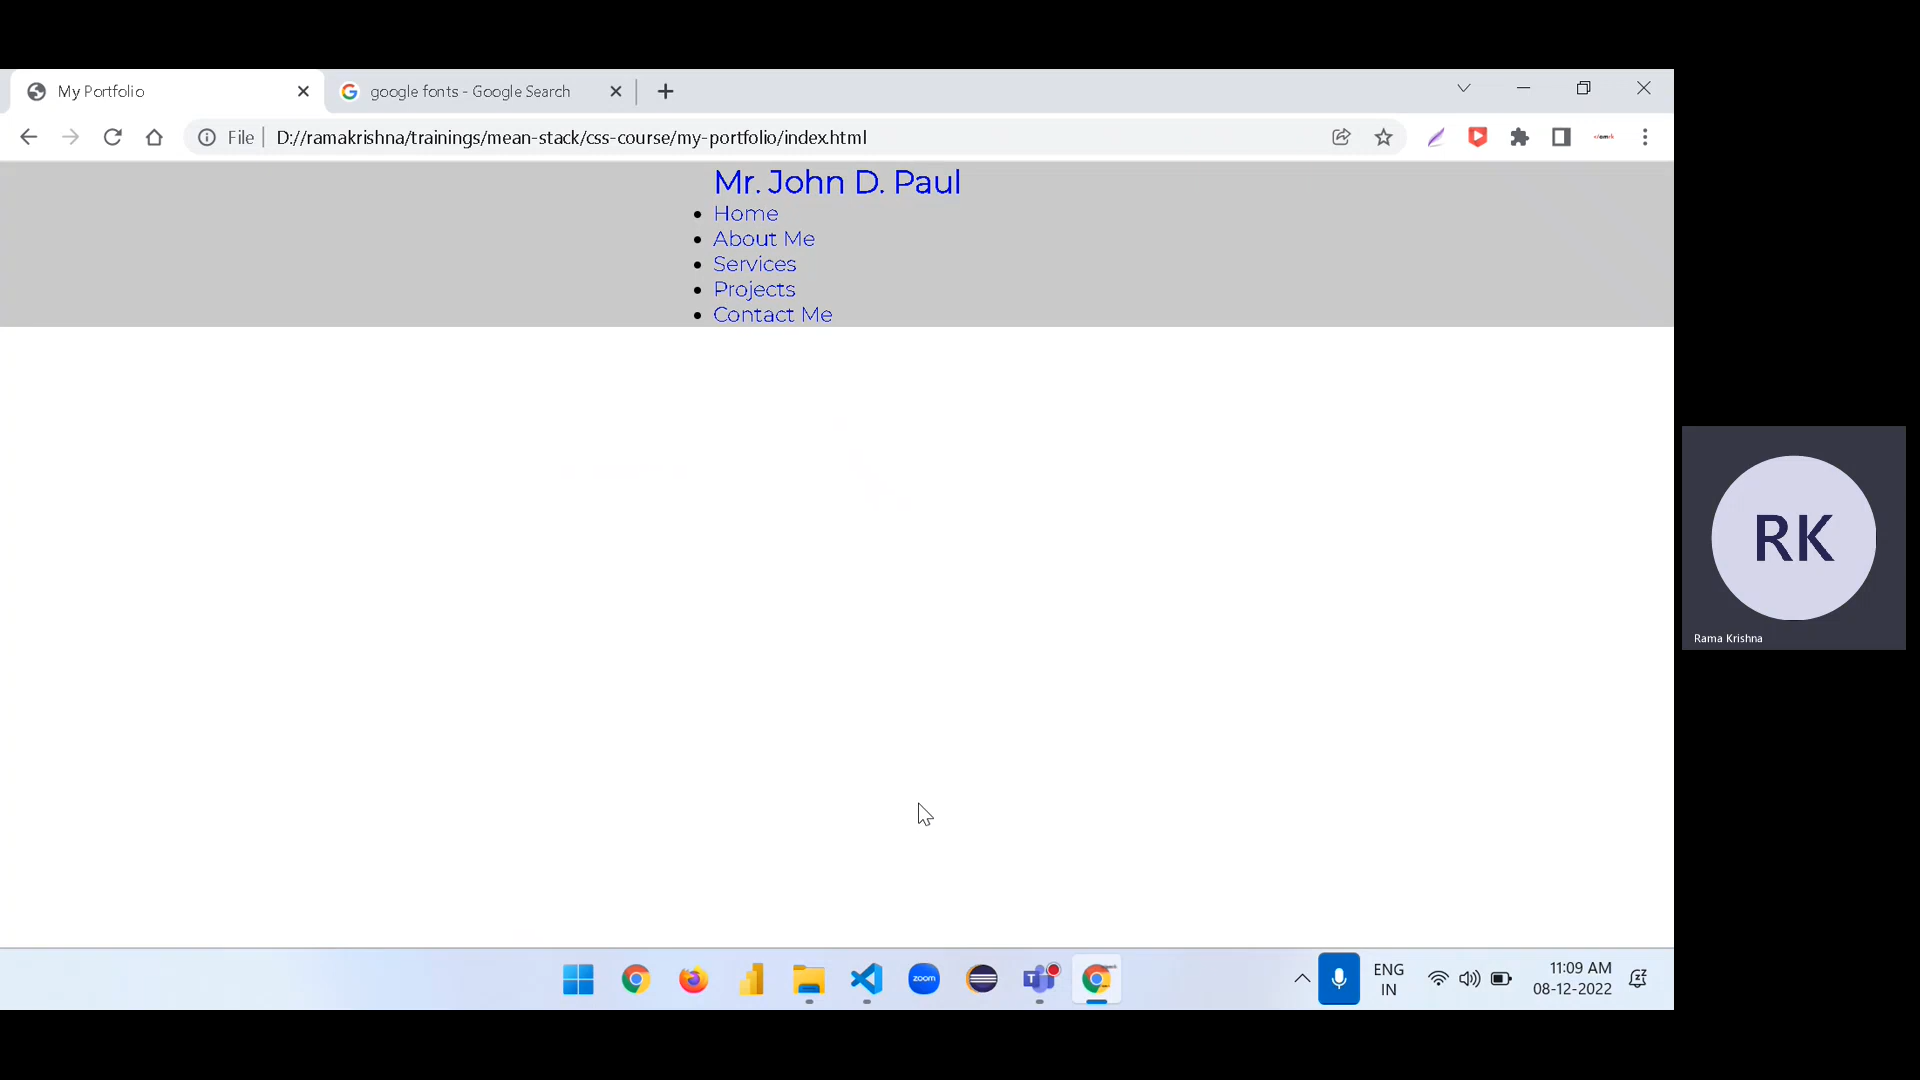 My Portfolio
google fonts - Google Search
File
D://ramakrishna/trainings/mean-stack/css-course/my-portfolio/index.html
Mr. John D. Paul
Home
About Me
Services
Projects
Contact Me
RK
Rama Krishna
zoom
ENG
IN
11:09 AM
08-12-2022